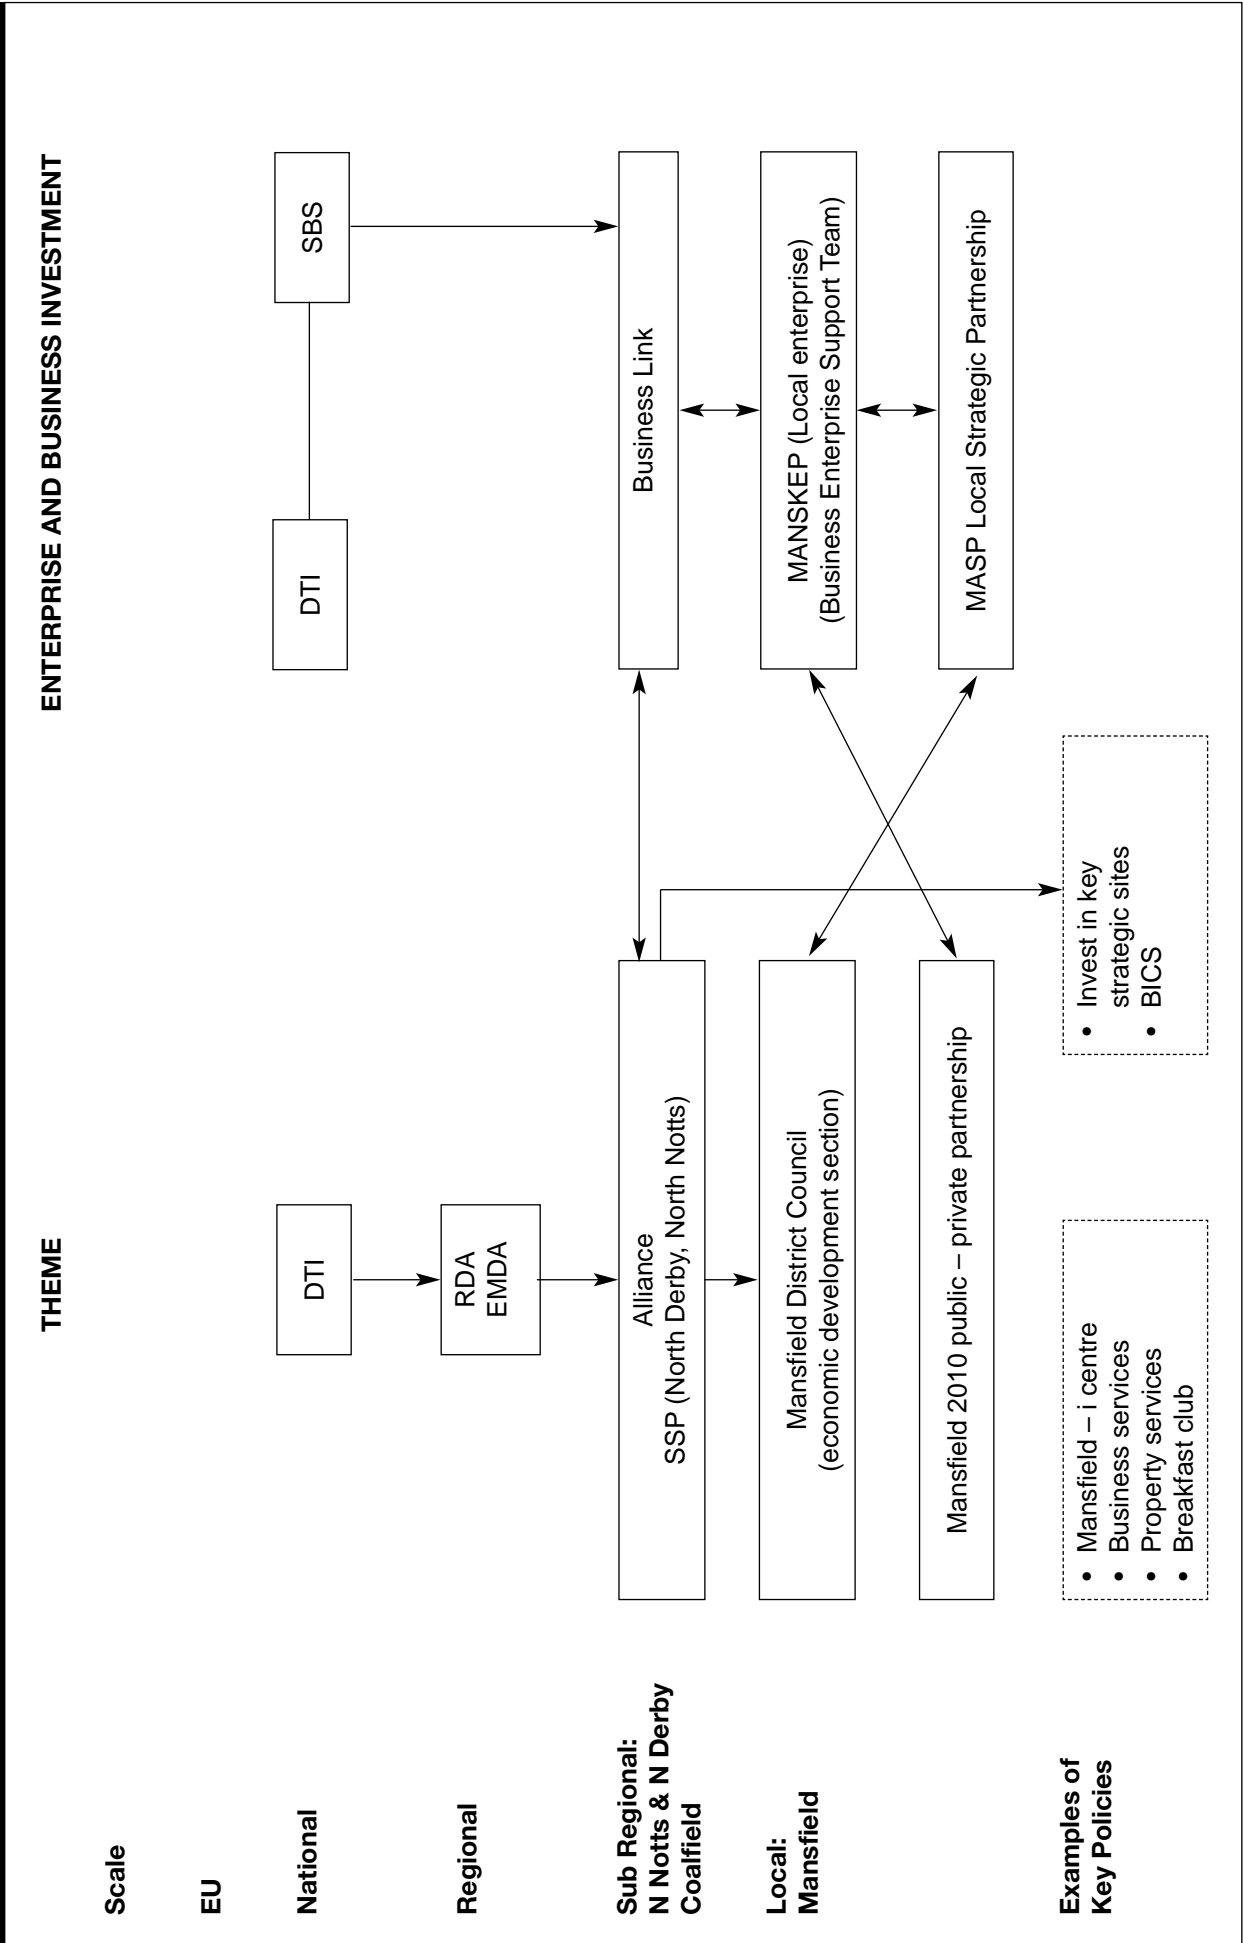 THEME
ENTERPRISE AND BUSINESS INVESTMENT
Scale
EU
National
DTI
DTI
SBS
Regional
RDA
EMDA
Sub Regional:
N Notts & N Derby
Coalfield
Alliance
SSP (North Derby, North Notts)
Business Link
Local:
Mansfield
Mansfield District Council
(economic development section)
MANSKEP (Local enterprise)
(Business Enterprise Support Team)
Mansfield 2010 public – private partnership
MASP Local Strategic Partnership
Examples of
Key Policies
• Mansfield – i centre
• Business services
• Property services
• Breakfast club
• Invest in key
strategic sites
• BICS